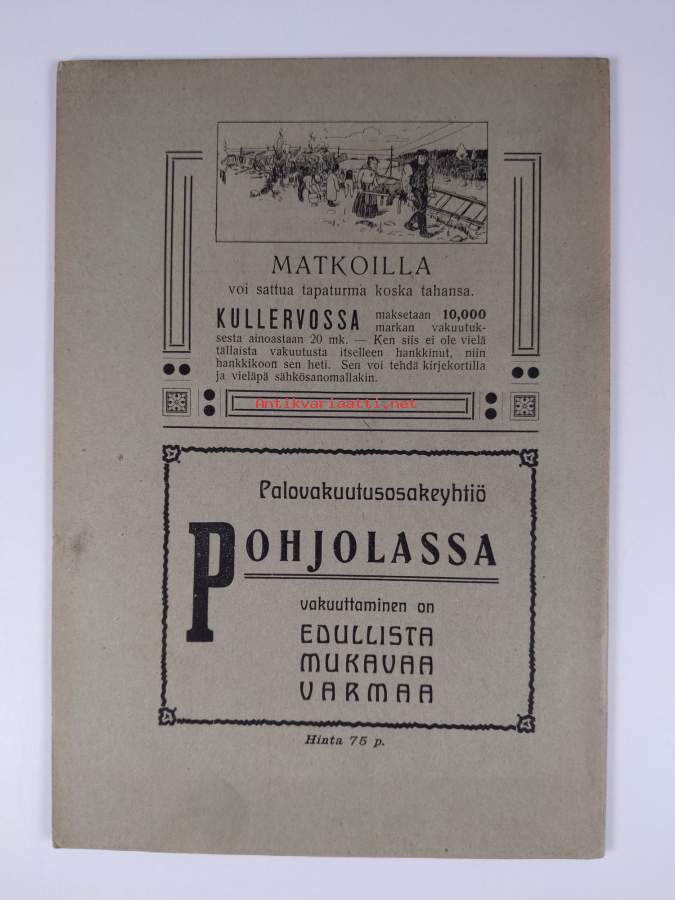 MATKOILLA
voi sattua tapaturma koska tahansa.
KULLERVOSSA maksetaan 10,000
markan vakuutuk-
sesta ainoastaan 20 mk. — Ken siis ei ole vielä
tällaista vakuutusta itselleen hankkinut, niin
hankkikoon sen heti. Sen voi tehdä kirjekortilla
ja vieläpä sähkösanomallakin.
Antikvariaatti.net
Palovakuutusosakeyhtiö
POHJOLASSA
vakuuttaminen on
EDULLISTA
MUKAVAA
VARMAA
Hinta 75 p.